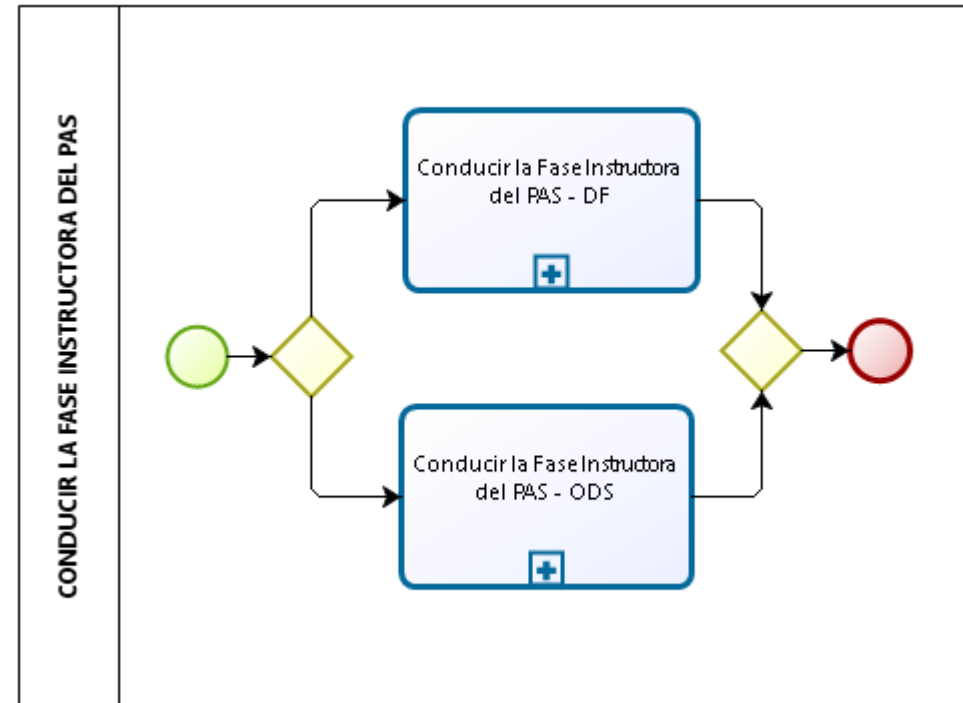 CONDUCIR LA FASE INSTRUCTORA DEL PAS
Conducir la Fase Instructora
del PAS - DF
Conducir la Fase Instructora
del PAS - ODS